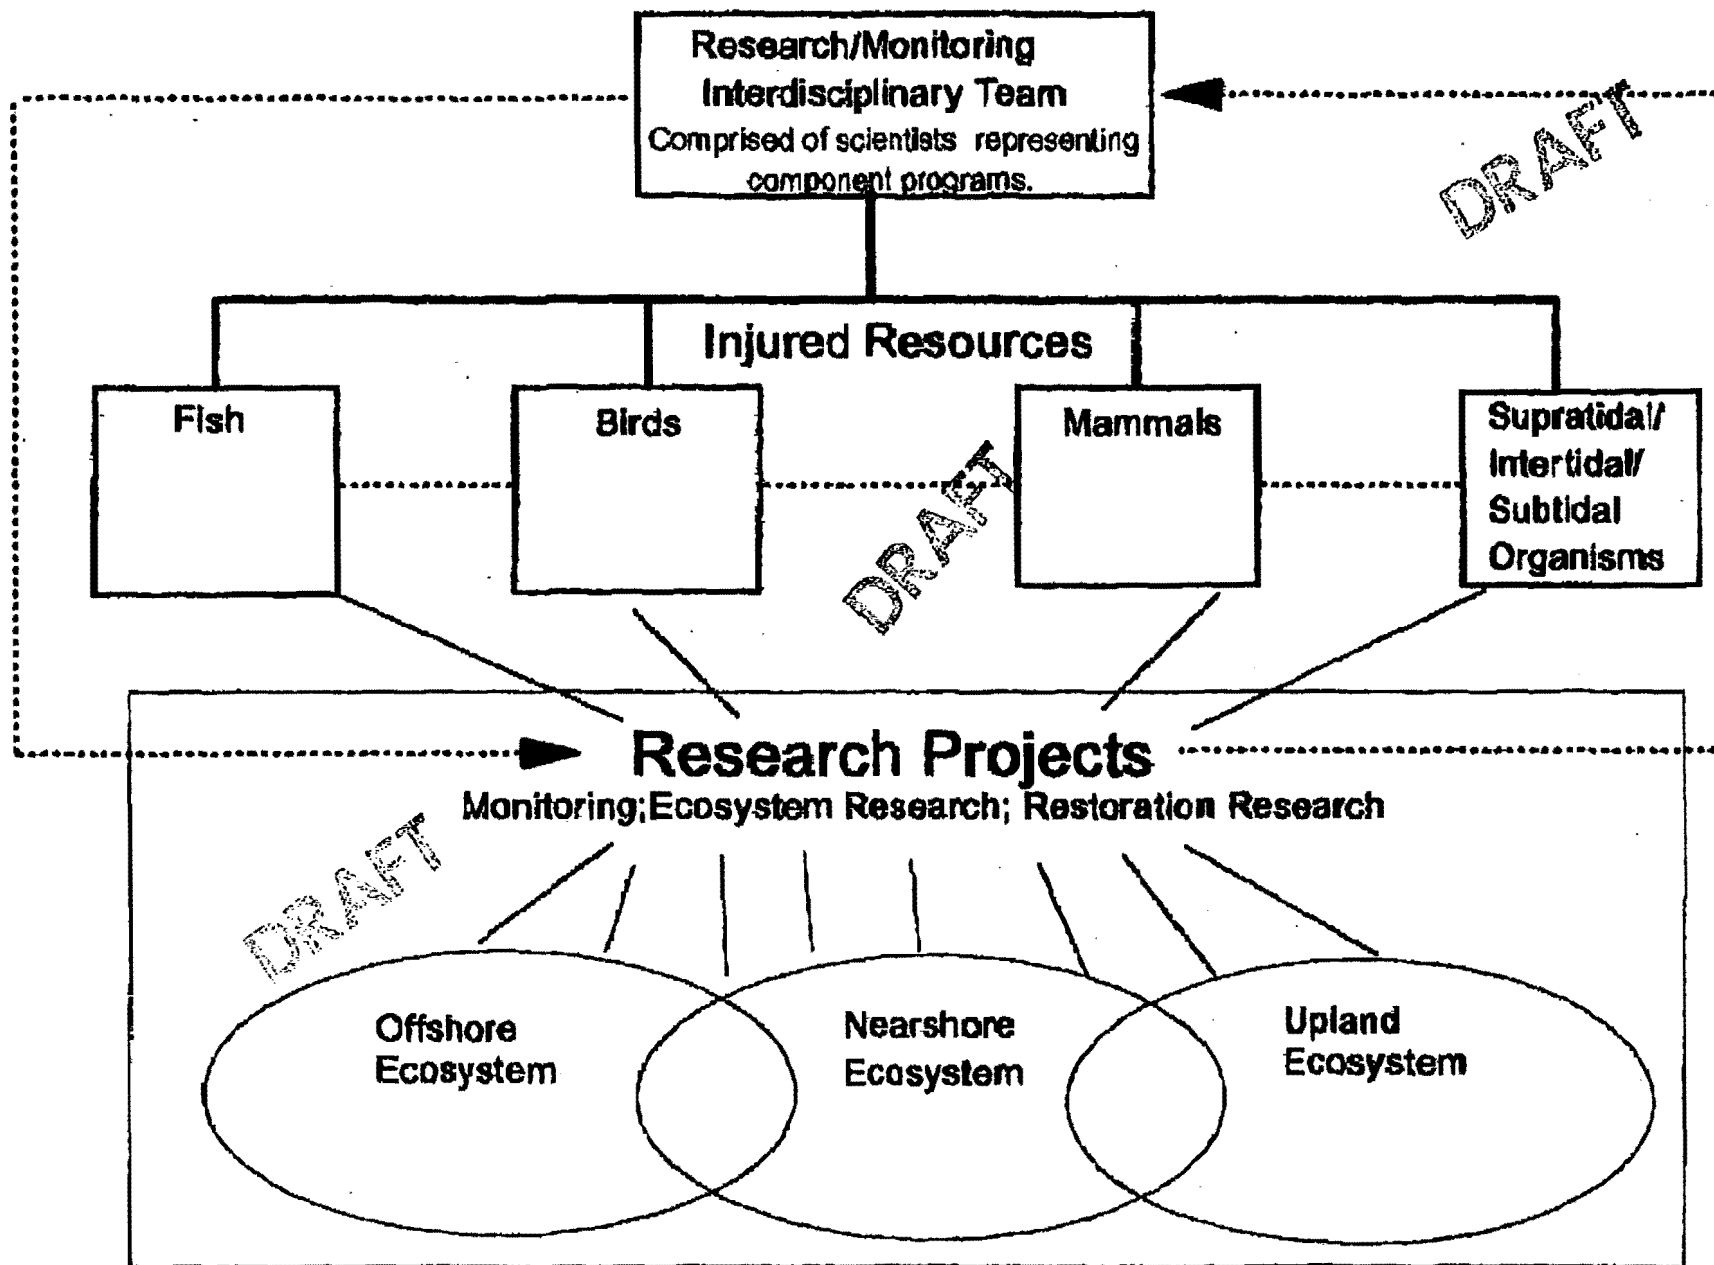 Research/Monitoring
Interdisciplinary Team
Comprised of scientists representing
component programs.
DRAFT
Injured Resources
Fish
Birds
Mammals
Supratidal/
Intertidal/
Subtidal
Organisms
DRAFT
Research Projects
Monitoring;Ecosystem Research; Restoration Research
DRAFT
Offshore
Ecosystem
Nearshore
Ecosystem
Upland
Ecosystem